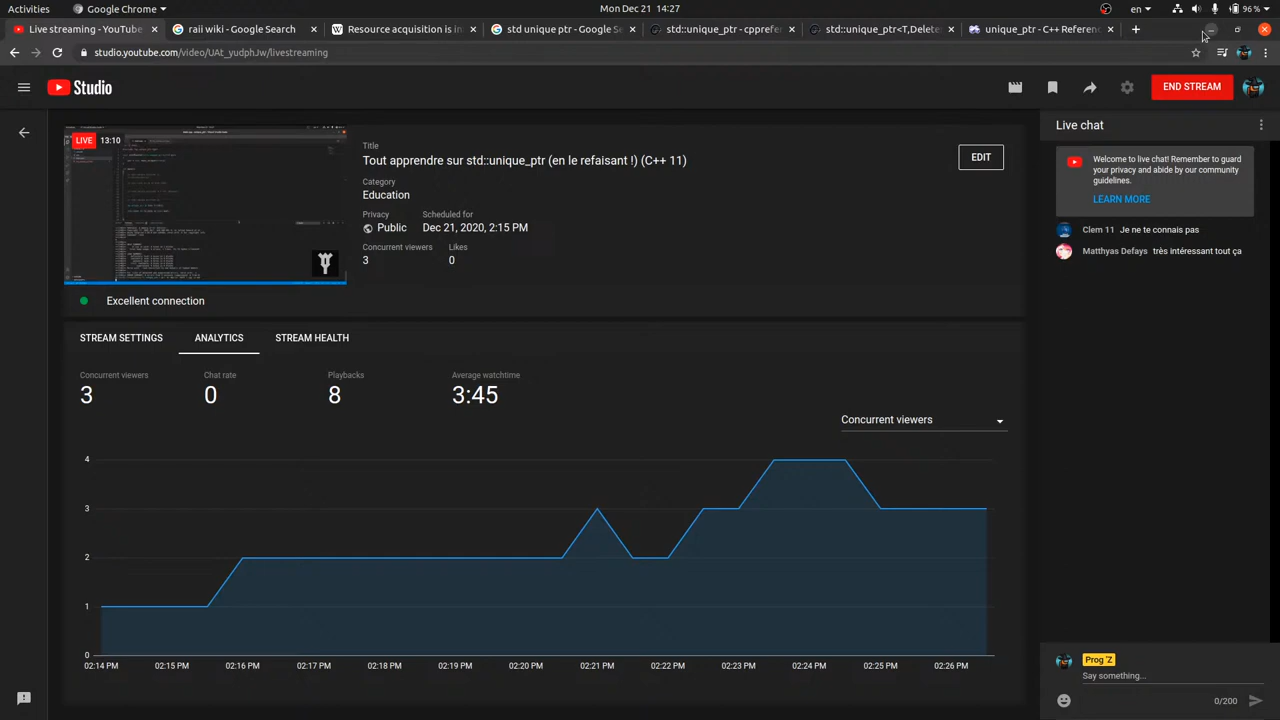 Activities
Google Chrome
Mon Dec 21 14:27
en
96 %
Live streaming - YouTube
raii wiki - Google Search
Resource acquisition is in
std unique ptr - Google Se
std::unique_ptr - cpprefer
std::unique_ptr<T,Delete
unique_ptr - C++ Referen
studio.youtube.com/video/UAt_yudphJw/livestreaming
Studio
END STREAM
LIVE 13:10
Title
Tout apprendre sur std::unique_ptr (en le refaisant !) (C++ 11)
EDIT
Category
Education
Privacy
Public
Scheduled for
Dec 21, 2020, 2:15 PM
Concurrent viewers
3
Likes
0
Excellent connection
STREAM SETTINGS
ANALYTICS
STREAM HEALTH
Concurrent viewers
3
Chat rate
0
Playbacks
8
Average watchtime
3:45
Concurrent viewers
4
3
2
1
0
02:14 PM
02:15 PM
02:16 PM
02:17 PM
02:18 PM
02:19 PM
02:20 PM
02:21 PM
02:22 PM
02:23 PM
02:24 PM
02:25 PM
02:26 PM
Live chat
Welcome to live chat! Remember to guard
your privacy and abide by our community
guidelines.
LEARN MORE
Clem 11 Je ne te connais pas
Matthyas Defays très intéressant tout ça
Prog 'Z
Say something...
0/200